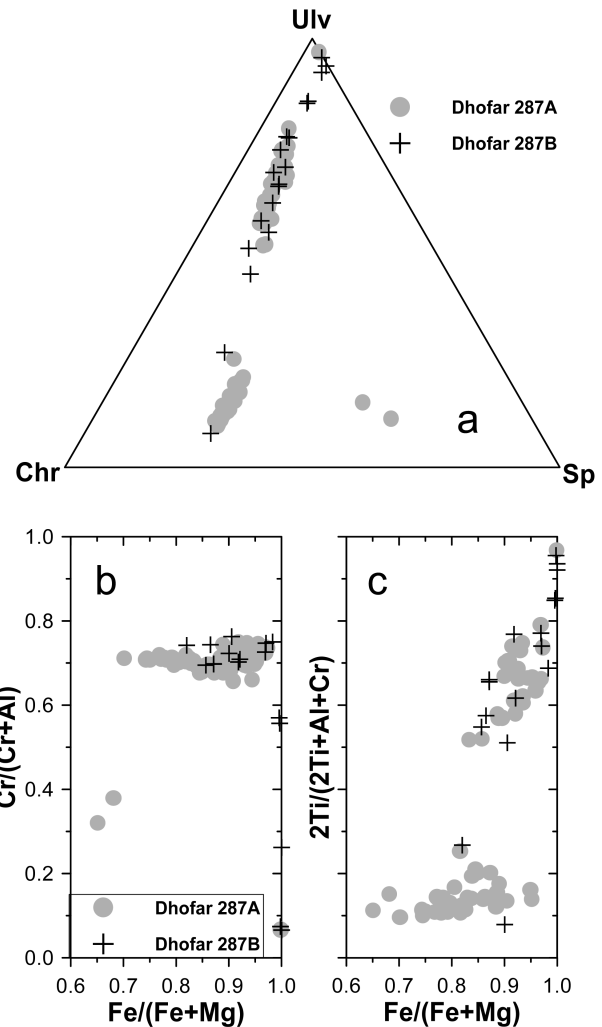 Ulv
Dhofar 287A
Dhofar 287B
a
Chr
Sp
1.0
0.8
0.6
0.4
0.2
0.0
Cr/(Cr+Al)
b
Dhofar 287A
Dhofar 287B
0.6
0.7
0.8
0.9
1.0
Fe/(Fe+Mg)
2Ti/(2Ti+Al+Cr)
c
0.6
0.7
0.8
0.9
1.0
Fe/(Fe+Mg)